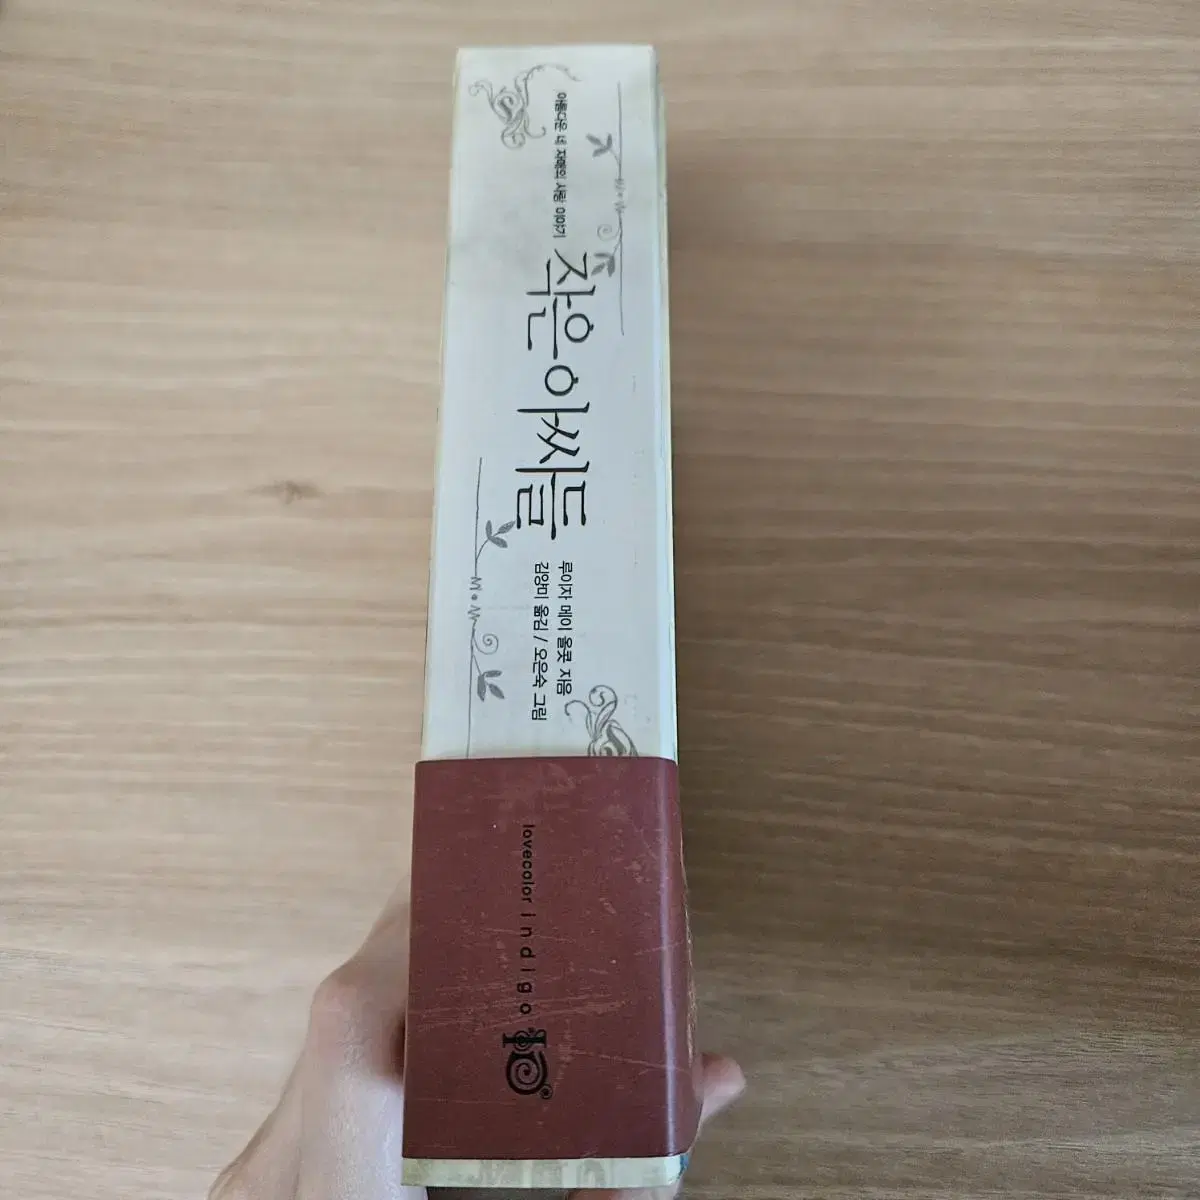 아름다운 네 자매의 사랑 이야기
작은 아씨들
루이자 메이 올콧 지음
김양미 옮김 / 오은숙 그림
lovecolor indigo